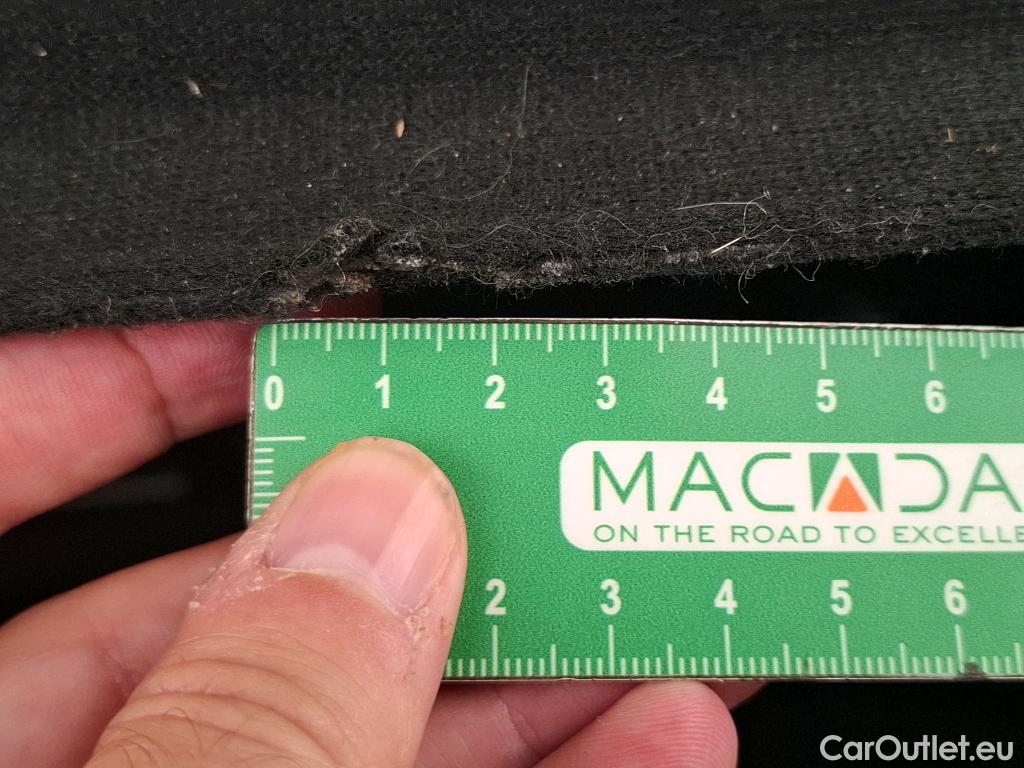 0 1 2 3 4 5 6
MACADA
ON THE ROAD TO EXCELLE
2 3 4 5 6
CarOutlet.eu